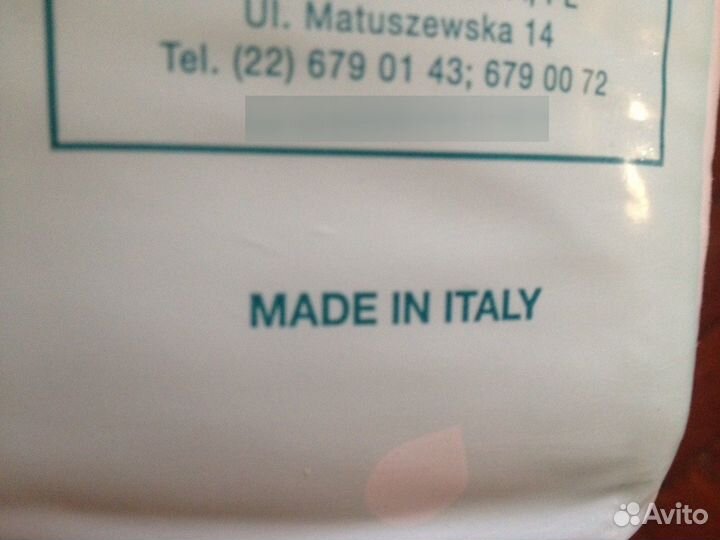 Ul. Matuszewska 14
Tel. (22) 679 01 43; 679 00 72
MADE IN ITALY
Avito